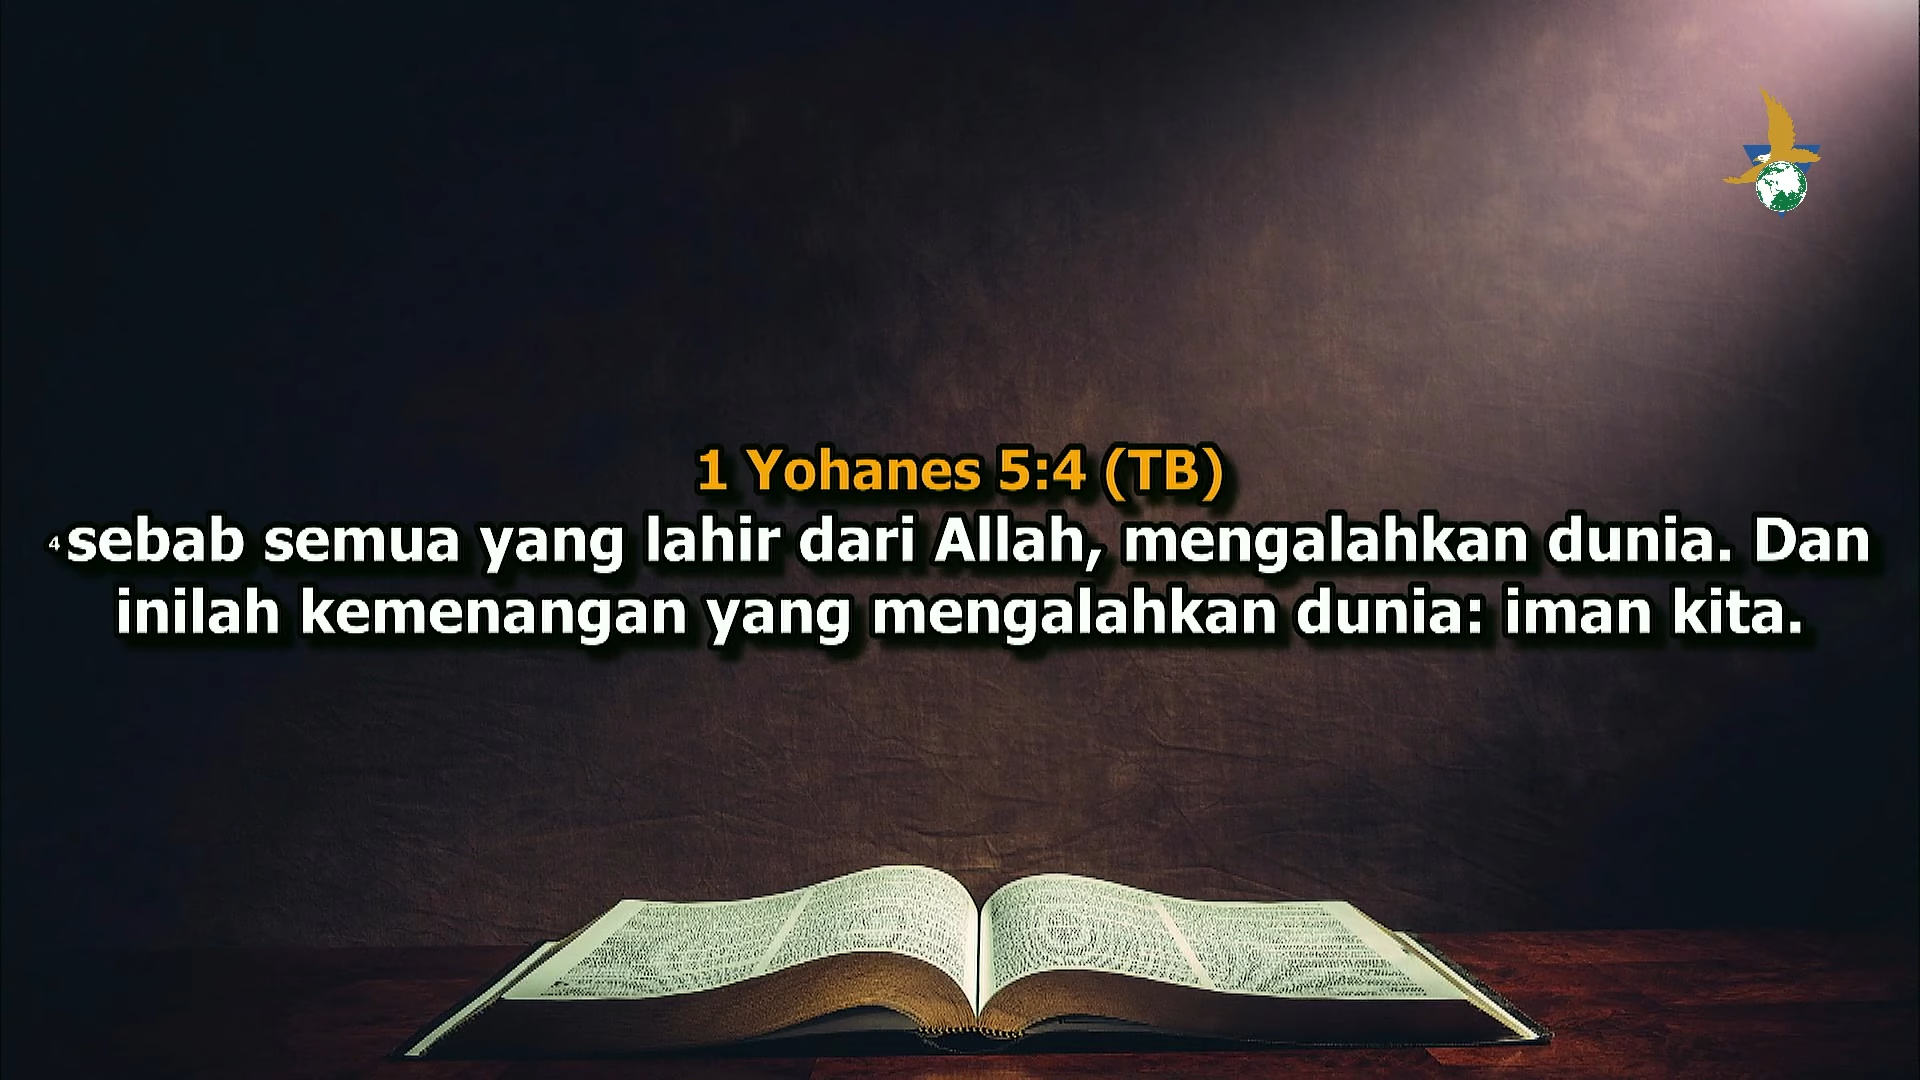 1 Yohanes 5:4 (TB)
4 sebab semua yang lahir dari Allah, mengalahkan dunia. Dan
inilah kemenangan yang mengalahkan dunia: iman kita.